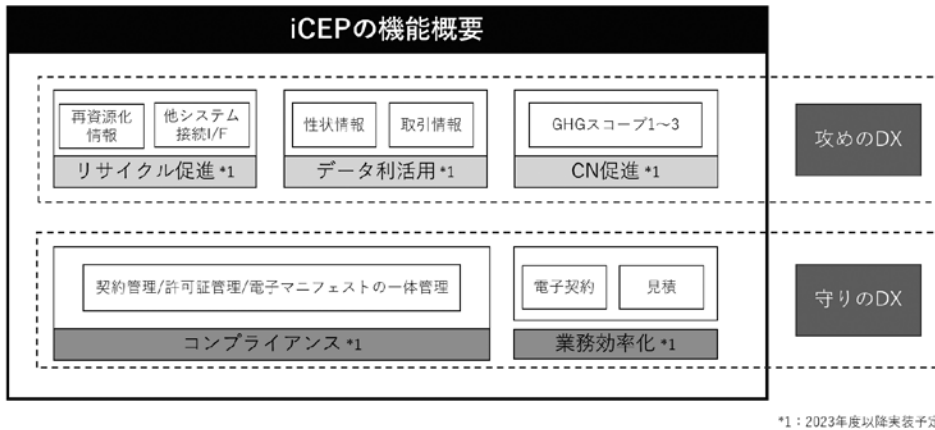 iCEPの機能概要
再資源化
情報
他システム
接続I/F
リサイクル促進 *1
性状情報
取引情報
データ利活用 *1
GHGスコープ1～3
CN促進 *1
攻めのDX
契約管理/許可証管理/電子マニフェストの一体管理
コンプライアンス *1
電子契約
見積
業務効率化 *1
守りのDX
*1：2023年度以降実装予定